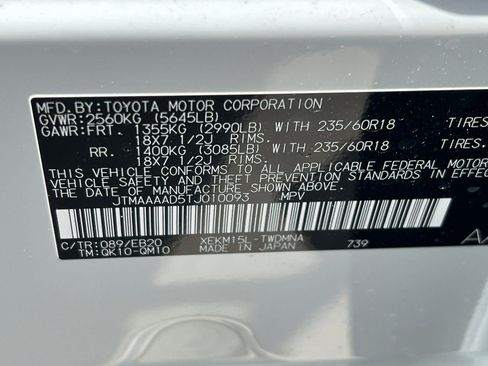 MFD.BY:TOYOTA MOTOR CORPORATION
GVWR:2560KG (5645LB)
GAWR:FRT. 1355KG (2990LB) WITH 235/60R18 TIRES
18X7 1/2J RIMS.
RR. 1400KG (3085LB) WITH 235/60R18 TIRES
18X7 1/2J RIMS.
THIS VEHICLE CONFORMS TO ALL APPLICABLE FEDERAL MOTOR
VEHICLE SAFETY, AND THEFT PREVENTION STANDARDS IN EFFECT
THE DATE OF MANUFACTURE SHOWN ABOVE.
JTMAAAAD5TJ010093 MPV
C/TR:089/EB20 XEKM15L-TWDMNA
TM:QK10-QM10 MADE IN JAPAN 739